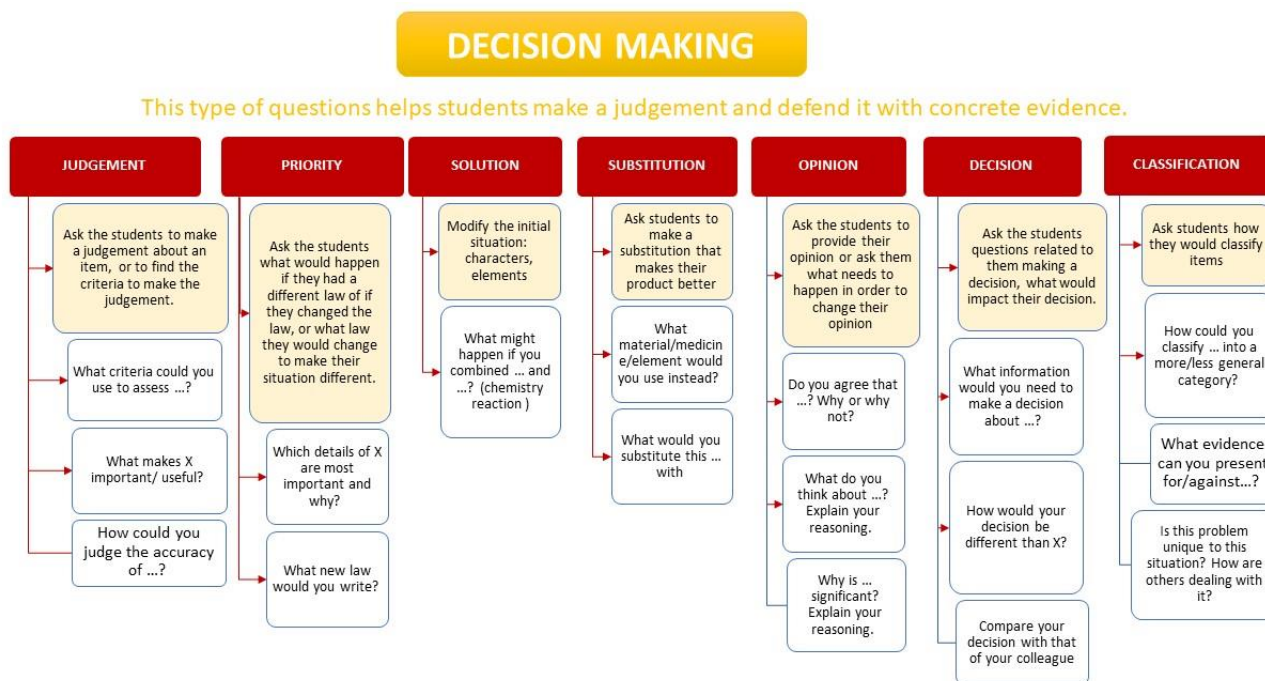 DECISION MAKING
This type of questions helps students make a judgement and defend it with concrete evidence.
JUDGEMENT
Ask the students to make
a judgement about an
item, or to find the
criteria to make the
judgement.
What criteria could you
use to assess ...?
What makes X
important/ useful?
How could you
judge the accuracy
of ...?
PRIORITY
Ask the students
what would happen
if they had a
different law of if
they changed the
law, or what law
they would change
to make their
situation different.
Which details of X
are most
important and
why?
What new law
would you write?
SOLUTION
Modify the initial
situation:
characters,
elements
What might
happen if you
combined ... and
...? (chemistry
reaction )
SUBSTITUTION
Ask students to
make a
substitution that
makes their
product better
What
material/medicin
e/element would
you use instead?
What would you
substitute this ...
with
OPINION
Ask the students to
provide their
opinion or ask them
what needs to
happen in order to
change their
opinion
Do you agree that
...? Why or why
not?
What do you
think about ...?
Explain your
reasoning.
Why is ...
significant?
Explain your
reasoning.
DECISION
Ask the students
questions related to
them making a
decision, what would
impact their decision.
What information
would you need to
make a decision
about ...?
How would your
decision be
different than X?
Compare your
decision with that
of your colleague
CLASSIFICATION
Ask students how
they would classify
items
How could you
classify ... into a
more/less general
category?
What evidence
can you present
for/against...?
Is this problem
unique to this
situation? How are
others dealing with
it?